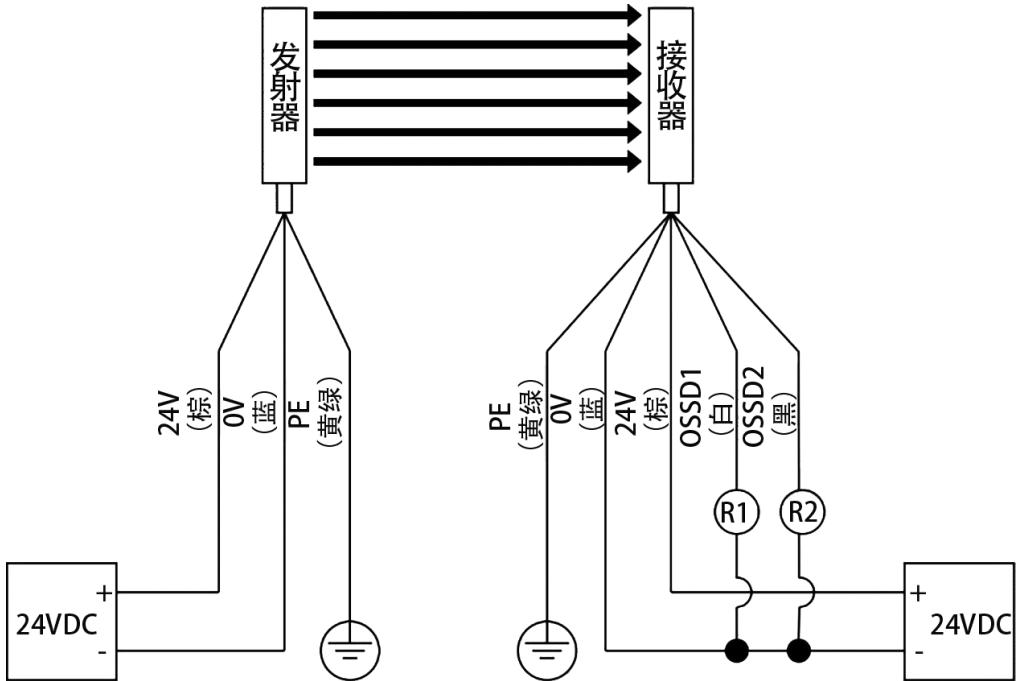 发射器
接收器
24V
(棕)
0V
(蓝)
PE
(黄绿)
PE
(黄绿)
0V
(蓝)
24V
(棕)
OSSD1
(白)
OSSD2
(黑)
R1
R2
+
24VDC
-
+
24VDC
-